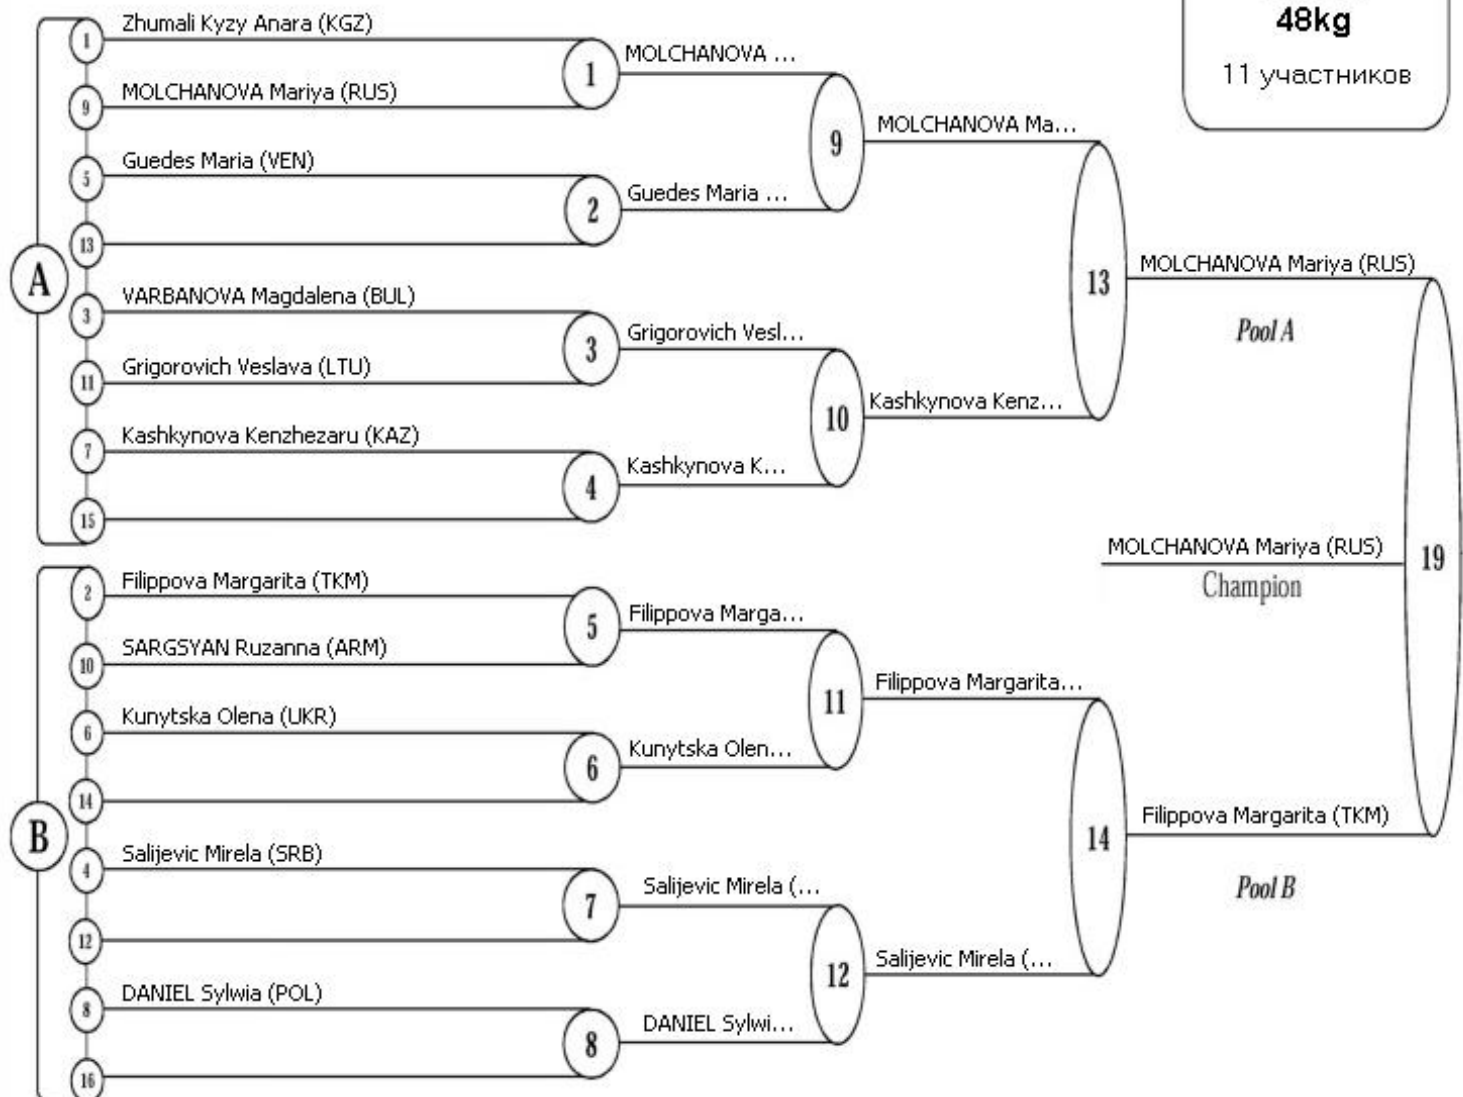 48kg
11 участников
A
1
Zhumali Kyzy Anara (KGZ)
9
MOLCHANOVA Mariya (RUS)
5
Guedes Maria (VEN)
13
3
VARBANOVA Magdalena (BUL)
11
Grigorovich Veslava (LTU)
7
Kashkynova Kenzhezaru (KAZ)
15
B
2
Filippova Margarita (TKM)
10
SARGSYAN Ruzanna (ARM)
6
Kunytska Olena (UKR)
14
4
Salijevic Mirela (SRB)
12
8
DANIEL Sylwia (POL)
16
1
MOLCHANOVA ...
2
Guedes Maria ...
3
Grigorovich Vesl...
4
Kashkynova K...
5
Filippova Marga...
6
Kunytska Olen...
7
Salijevic Mirela (...
8
DANIEL Sylwi...
9
MOLCHANOVA Ma...
10
Kashkynova Kenz...
11
Filippova Margarita...
12
Salijevic Mirela (...
13
MOLCHANOVA Mariya (RUS)
Pool A
14
Filippova Margarita (TKM)
Pool B
19
MOLCHANOVA Mariya (RUS)
Champion